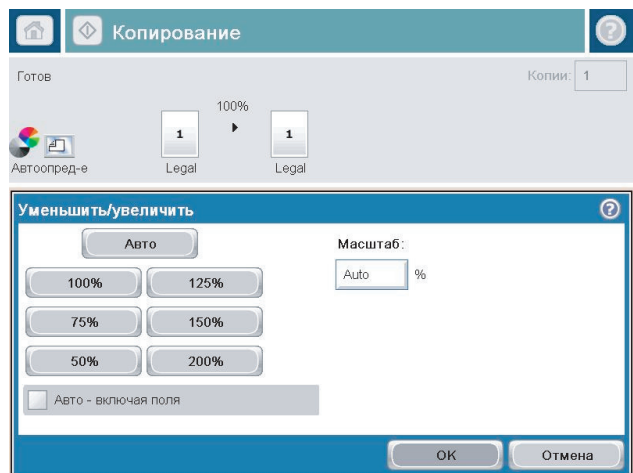 Копирование
Готов
Копии: 1
100%
1 1
Автоопред-е Legal Legal
Уменьшить/увеличить
Авто
Масштаб:
100% 125%
Auto %
75% 150%
50% 200%
Авто - включая поля
OK Отмена